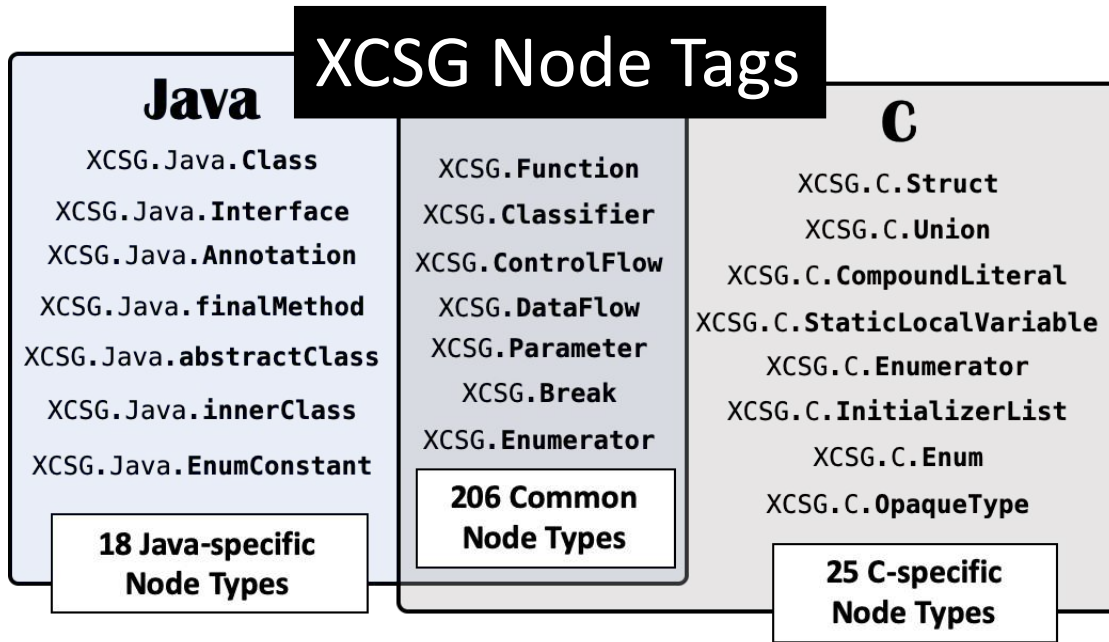 XCSG Node Tags
Java
XCSG.Java.Class
XCSG.Java.Interface
XCSG.Java.Annotation
XCSG.Java.finalMethod
XCSG.Java.abstractClass
XCSG.Java.innerClass
XCSG.Java.EnumConstant
18 Java-specific
Node Types
XCSG.Function
XCSG.Classifier
XCSG.ControlFlow
XCSG.DataFlow
XCSG.Parameter
XCSG.Break
XCSG.Enumerator
206 Common
Node Types
C
XCSG.C.Struct
XCSG.C.Union
XCSG.C.CompoundLiteral
XCSG.C.StaticLocalVariable
XCSG.C.Enumerator
XCSG.C.InitializerList
XCSG.C.Enum
XCSG.C.OpaqueType
25 C-specific
Node Types